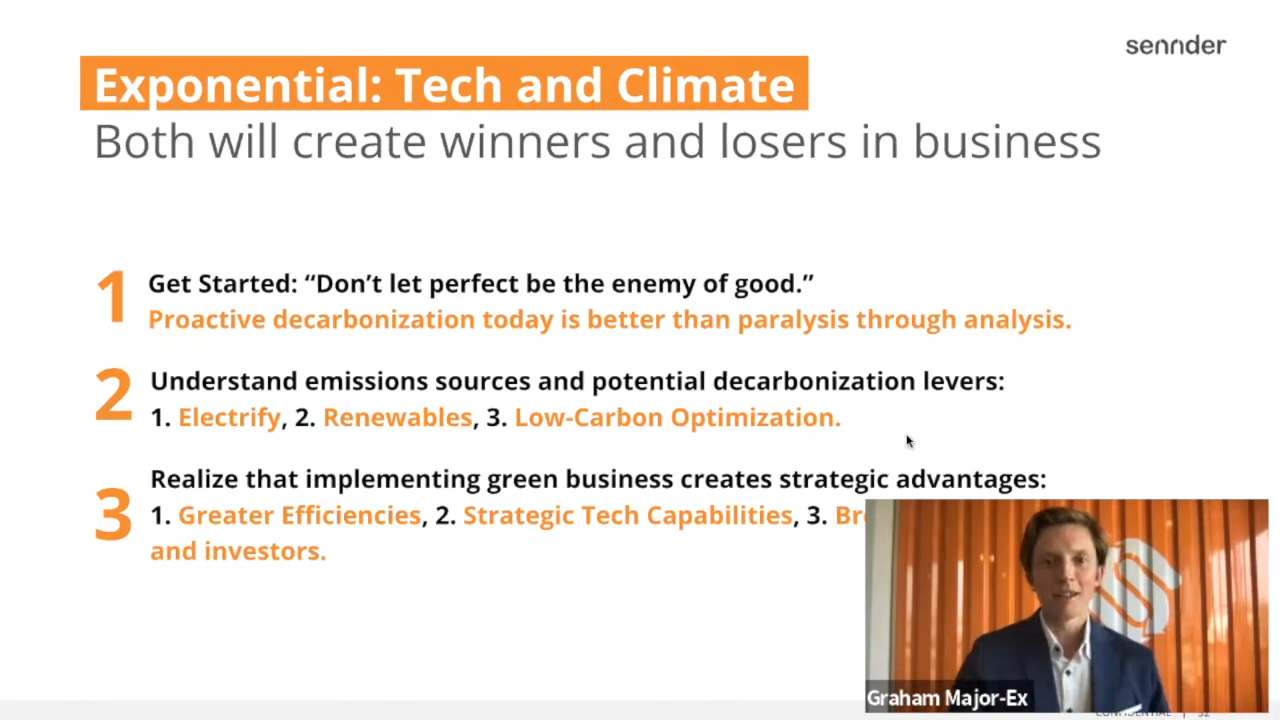 sennder
Exponential: Tech and Climate
Both will create winners and losers in business
1
Get Started: “Don’t let perfect be the enemy of good.”
Proactive decarbonization today is better than paralysis through analysis.
2
Understand emissions sources and potential decarbonization levers:
1. Electrify, 2. Renewables, 3. Low-Carbon Optimization.
3
Realize that implementing green business creates strategic advantages:
1. Greater Efficiencies, 2. Strategic Tech Capabilities, 3.
and investors.
Graham Major-Ex